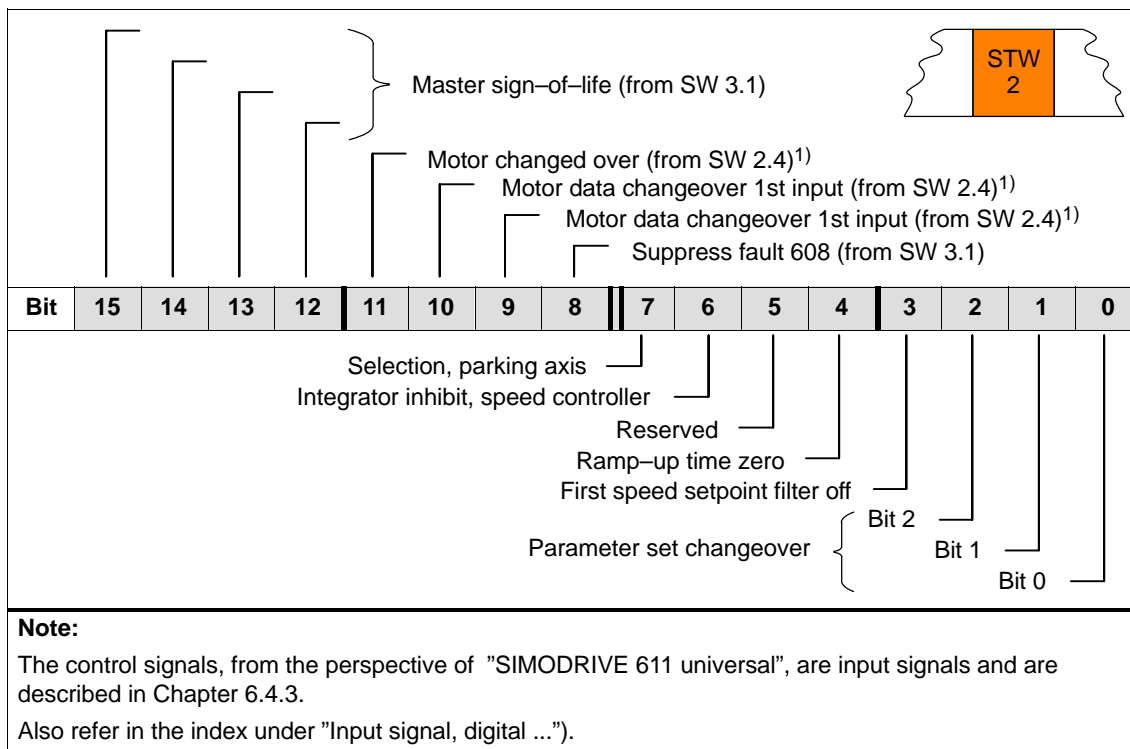 STW
2
Master sign–of–life (from SW 3.1)
Motor changed over (from SW 2.4)1)
Motor data changeover 1st input (from SW 2.4)1)
Motor data changeover 1st input (from SW 2.4)1)
Suppress fault 608 (from SW 3.1)
Bit 15 14 13 12 11 10 9 8 7 6 5 4 3 2 1 0
Selection, parking axis
Integrator inhibit, speed controller
Reserved
Ramp–up time zero
First speed setpoint filter off
Bit 2
Parameter set changeover
Bit 1
Bit 0
Note:
The control signals, from the perspective of ”SIMODRIVE 611 universal”, are input signals and are
described in Chapter 6.4.3.
Also refer in the index under ”Input signal, digital ...”).